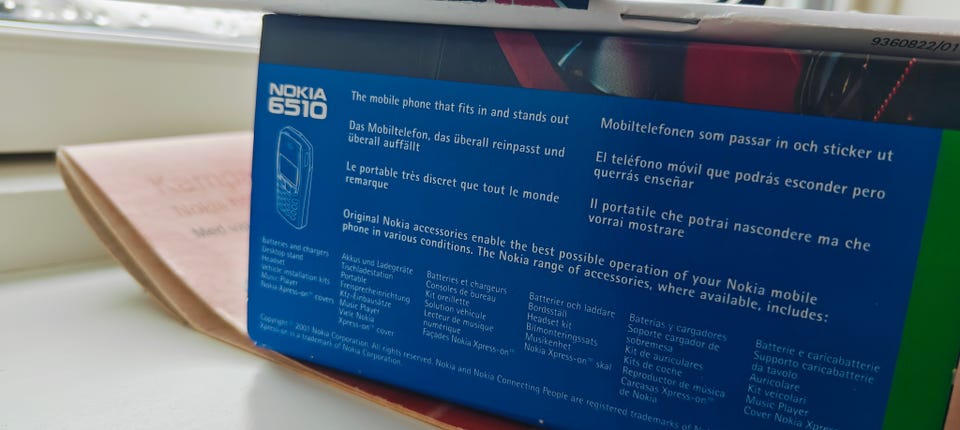 9360822/01
NOKIA
6510
The mobile phone that fits in and stands out
Das Mobiltelefon, das überall reinpasst und
überall auffällt
Le portable très discret que tout le monde
remarque
Mobiltelefonen som passar in och sticker ut
El teléfono móvil que podrás esconder pero
querrás enseñar
Il portatile che potrai nascondere ma che
vorrai mostrare
Original Nokia accessories enable the best possible operation of your Nokia mobile
phone in various conditions. The Nokia range of accessories, where available, includes:
Batteries and chargers
Desktop stand
Headset
Vehicle installation kits
Music Player
Nokia Xpress-on™ covers
Akkus und Ladegeräte
Tischladestation
Portable
Freisprecheinrichtung
Kfz-Einbausätze
Music Player
Viele Nokia
Xpress-on™ cover
Batteries et chargeurs
Consoles de bureau
Kit oreillette
Solution véhicule
Lecteur de musique
numérique
Façades Nokia Xpress-on™
Batterier och laddare
Bordsställ
Headset kit
Bilmonteringssats
Musikenhet
Nokia Xpress-on™ skal
Baterías y cargadores
Soporte cargador de
sobremesa
Kit de auriculares
Kits de coche
Reproductor de música
Carcasas Xpress-on™
de Nokia
Batterie e caricabatterie
Supporto caricabatterie
da tavolo
Auricolare
Kit veicolari
Music Player
Cover Nokia
Copyright © 2001 Nokia Corporation. All rights reserved. Nokia and Nokia Connecting People are registered trademarks of
Xpress-on is a trademark of Nokia Corporation.